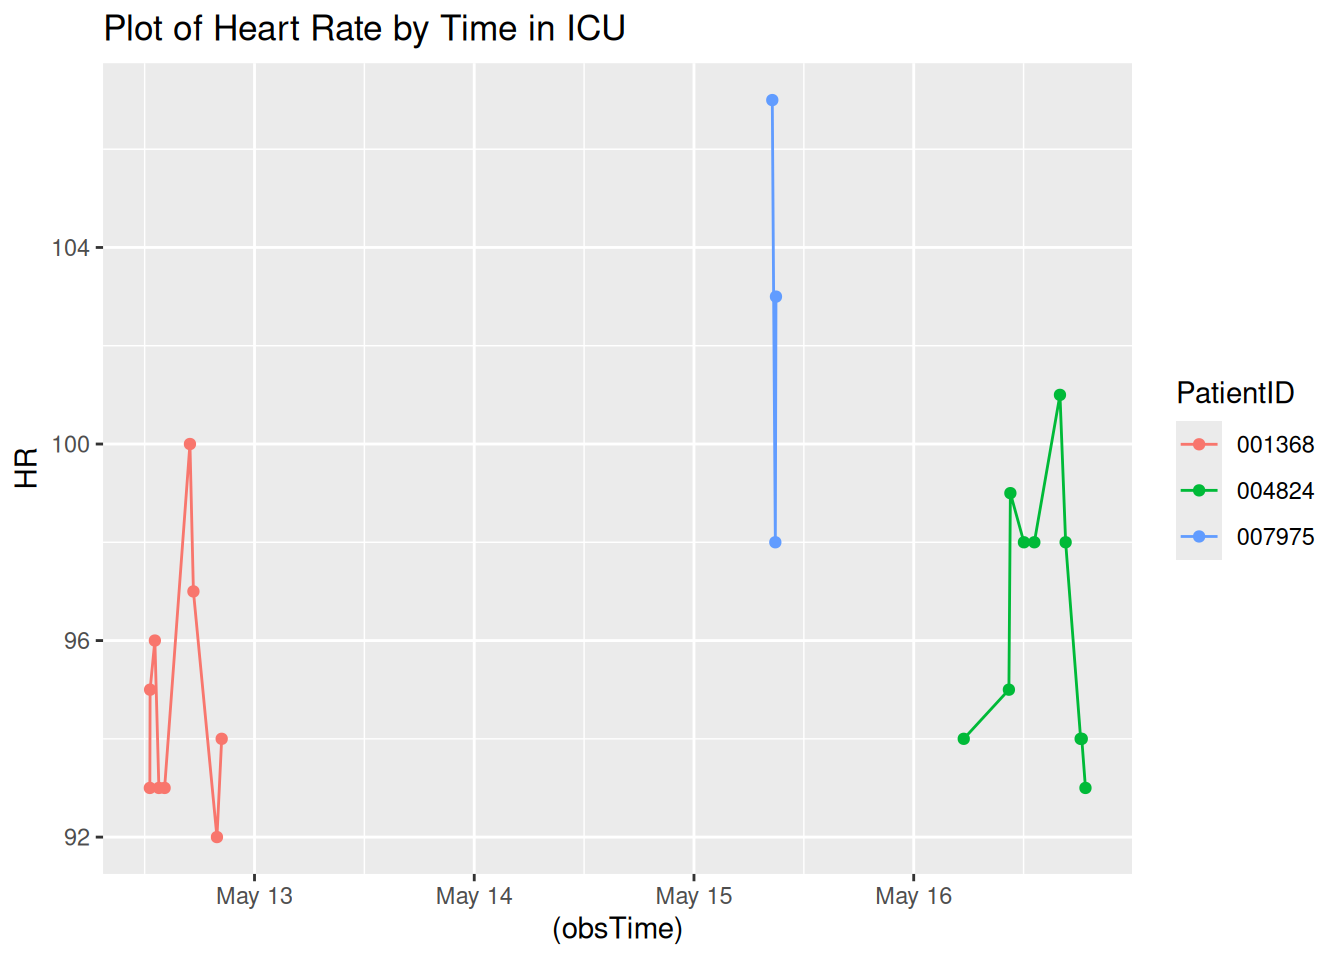 Plot of Heart Rate by Time in ICU
104
100
96
92
HR
May 13 May 14 May 15 May 16
(obsTime)
PatientID
001368
004824
007975